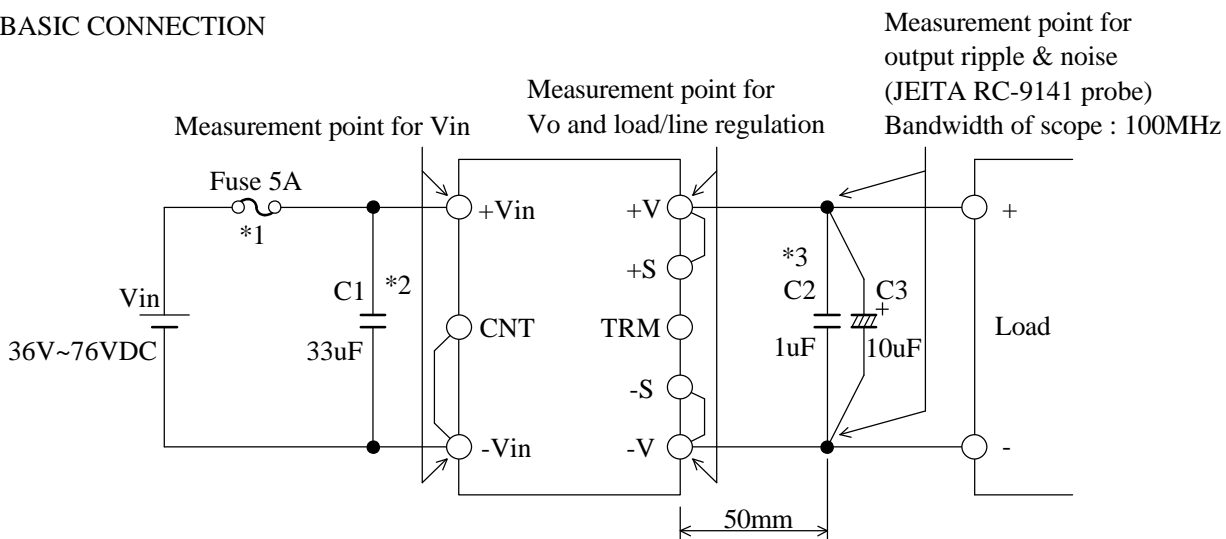 BASIC CONNECTION
Measurement point for
output ripple & noise
(JEITA RC-9141 probe)
Bandwidth of scope : 100MHz
Measurement point for
Vo and load/line regulation
Measurement point for Vin
Fuse 5A
*1
+Vin
+V
+
*3
+S
Vin
C1
*2
C2
C3
+
CNT
TRM
Load
36V~76VDC
33uF
1uF
10uF
-S
-Vin
-V
-
50mm